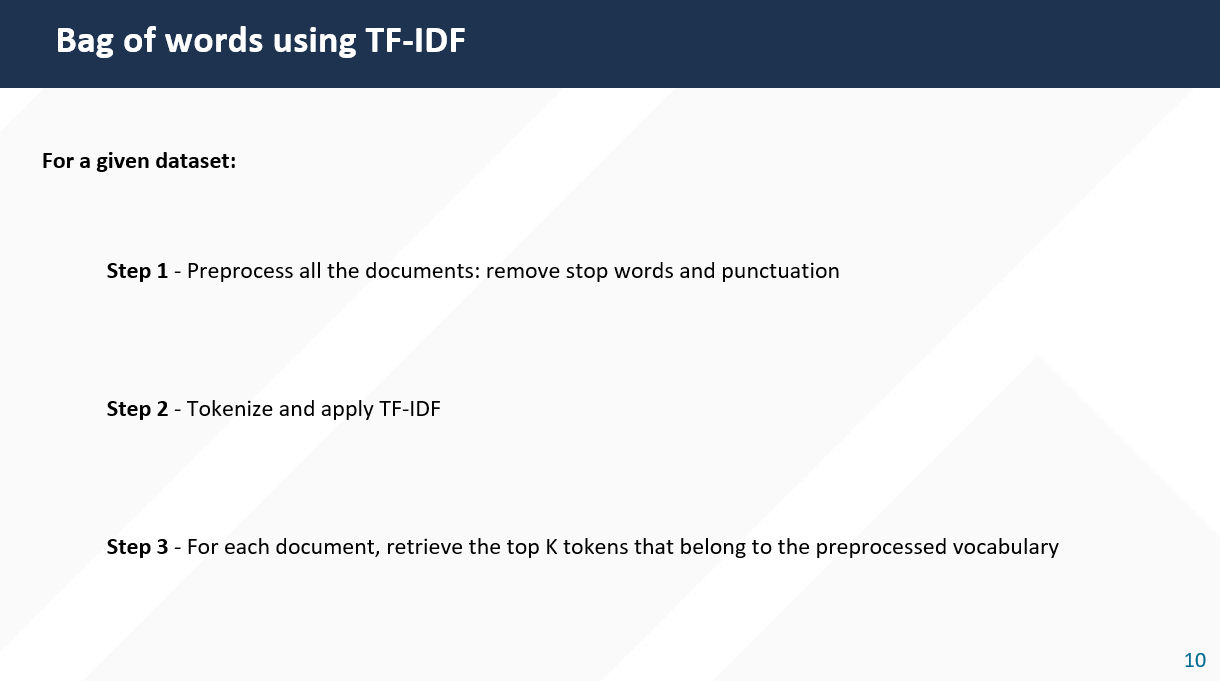 Bag of words using TF-IDF
For a given dataset:
Step 1 - Preprocess all the documents: remove stop words and punctuation
Step 2 - Tokenize and apply TF-IDF
Step 3 - For each document, retrieve the top K tokens that belong to the preprocessed vocabulary
10